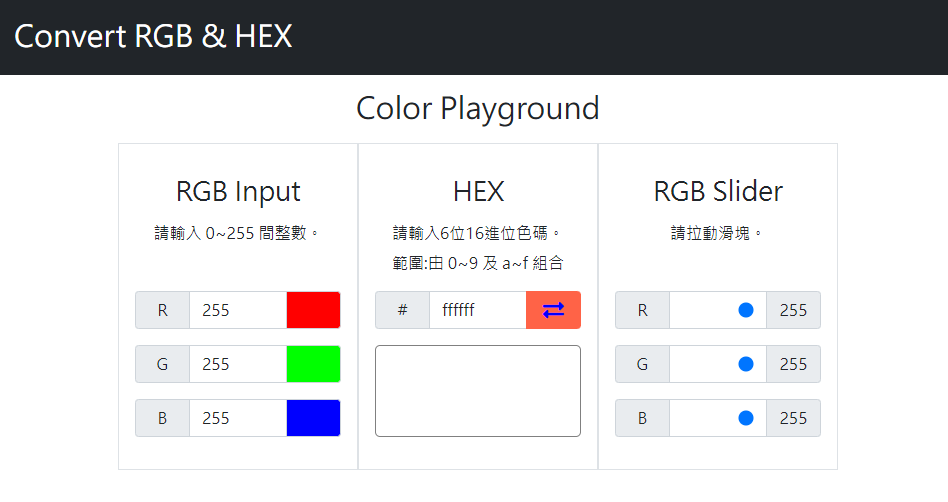 Convert RGB & HEX
Color Playground
RGB Input
請輸入 0~255 間整數。
R 255
G 255
B 255
HEX
請輸入6位16進位色碼。
範圍:由 0~9 及 a~f 組合
# ffffff
RGB Slider
請拉動滑塊。
R 255
G 255
B 255